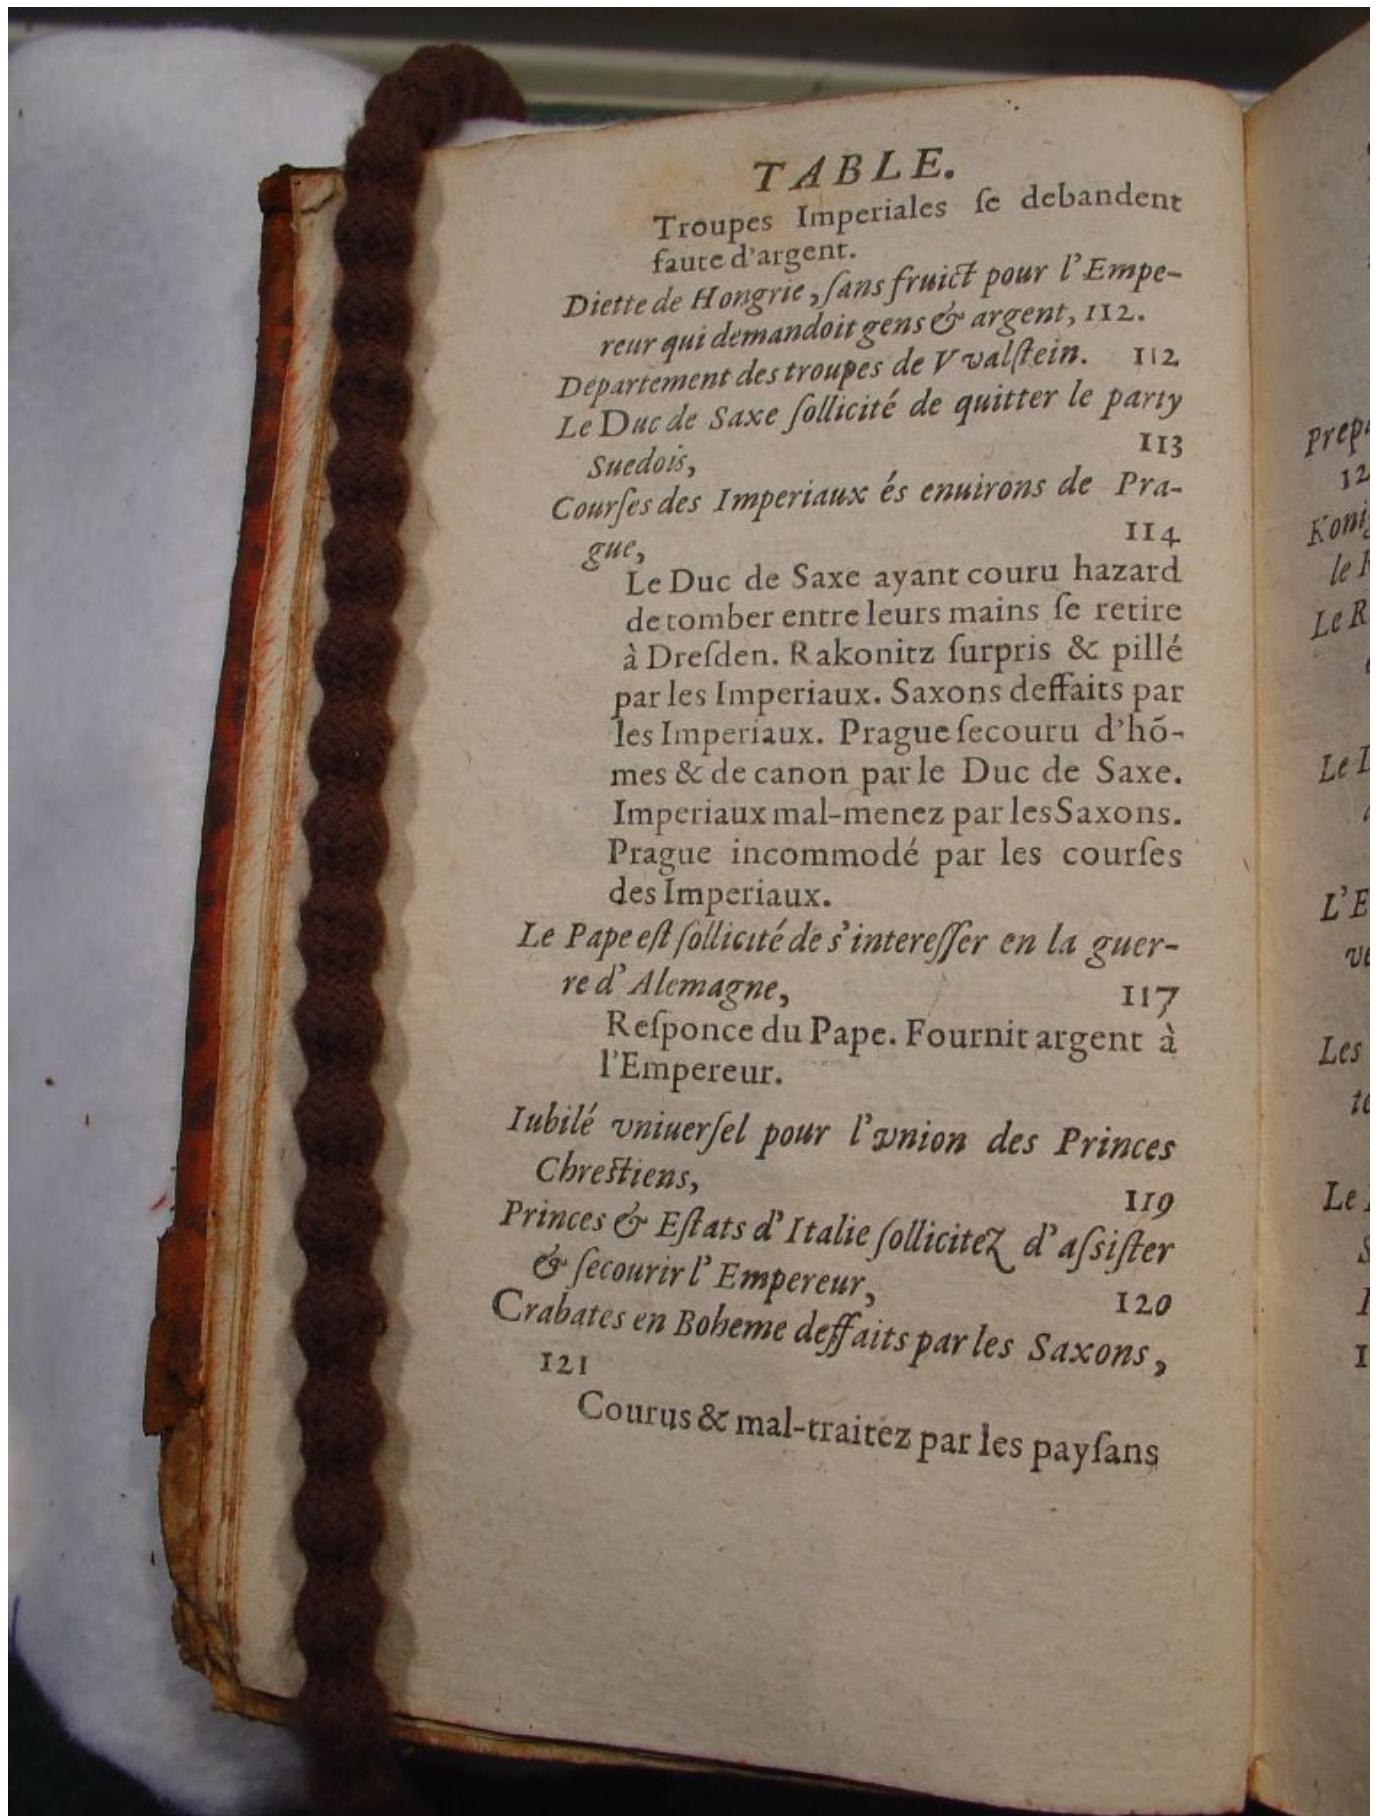 TABLE.
Troupes Imperiales ſe debandent
faute d'argent.
Diette de Hongrie, ſans fruict pour l'Empe-
reur qui demandoit gens & argent, 112.
Departement des troupes de Vvalſtein. 112
Le Duc de Saxe ſollicité de quitter le party
Suedois, 113
Courſes des Imperiaux és enuirons de Pra-
gue, 114
Le Duc de Saxe ayant couru hazard
de tomber entre leurs mains ſe retire
à Dreſden. Rakonitz ſurpris & pillé
par les Imperiaux. Saxons deffaits par
les Imperiaux. Prague ſecouru d'hõ-
mes & de canon par le Duc de Saxe.
Imperiaux mal-menez par les Saxons.
Prague incommodé par les courſes
des Imperiaux.
Le Pape eſt ſollicité de s'intereſſer en la guer-
re d'Alemagne, 117
Reſponce du Pape. Fournit argent à
l'Empereur.
Iubilé vniuerſel pour l'vnion des Princes
Chreſtiens, 119
Princes & Eſtats d'Italie ſollicitez d'aſsiſter
& ſecourir l'Empereur, 120
Crabates en Boheme deffaits par les Saxons,
121
Courus & mal-traitez par les payſans
Le R
L'E
Les
Le